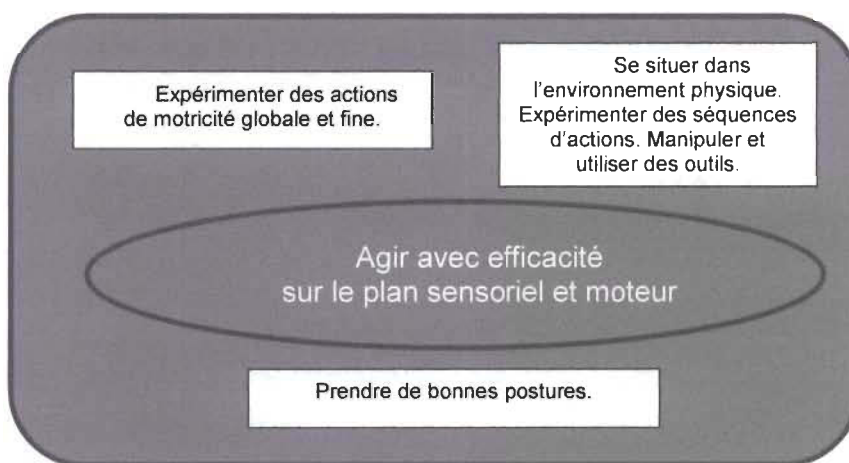 Expérimenter des actions
de motricité globale et fine.
Se situer dans
l'environnement physique.
Expérimenter des séquences
d'actions. Manipuler et
utiliser des outils.
Agir avec efficacité
sur le plan sensoriel et moteur
Prendre de bonnes postures.